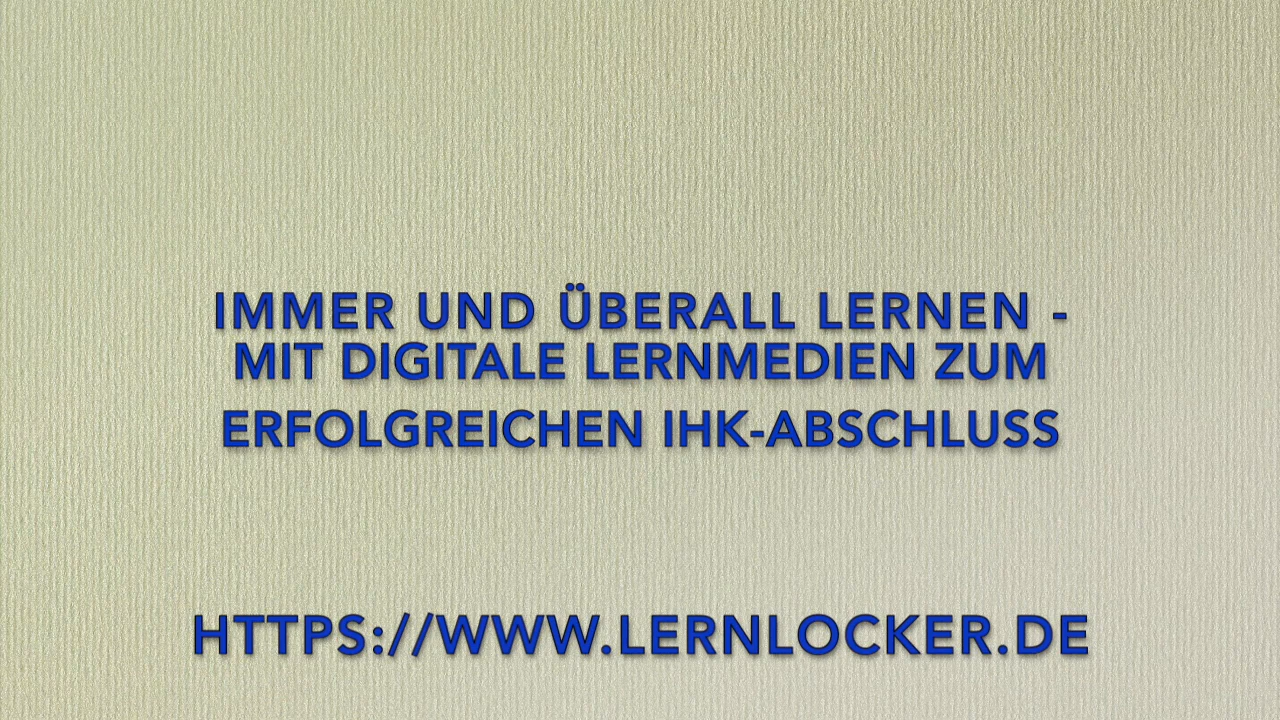 IMMER UND ÜBERALL LERNEN -
MIT DIGITALE LERNMEDIEN ZUM
ERFOLGREICHEN IHK-ABSCHLUSS
HTTPS://WWW.LERNLOCKER.DE